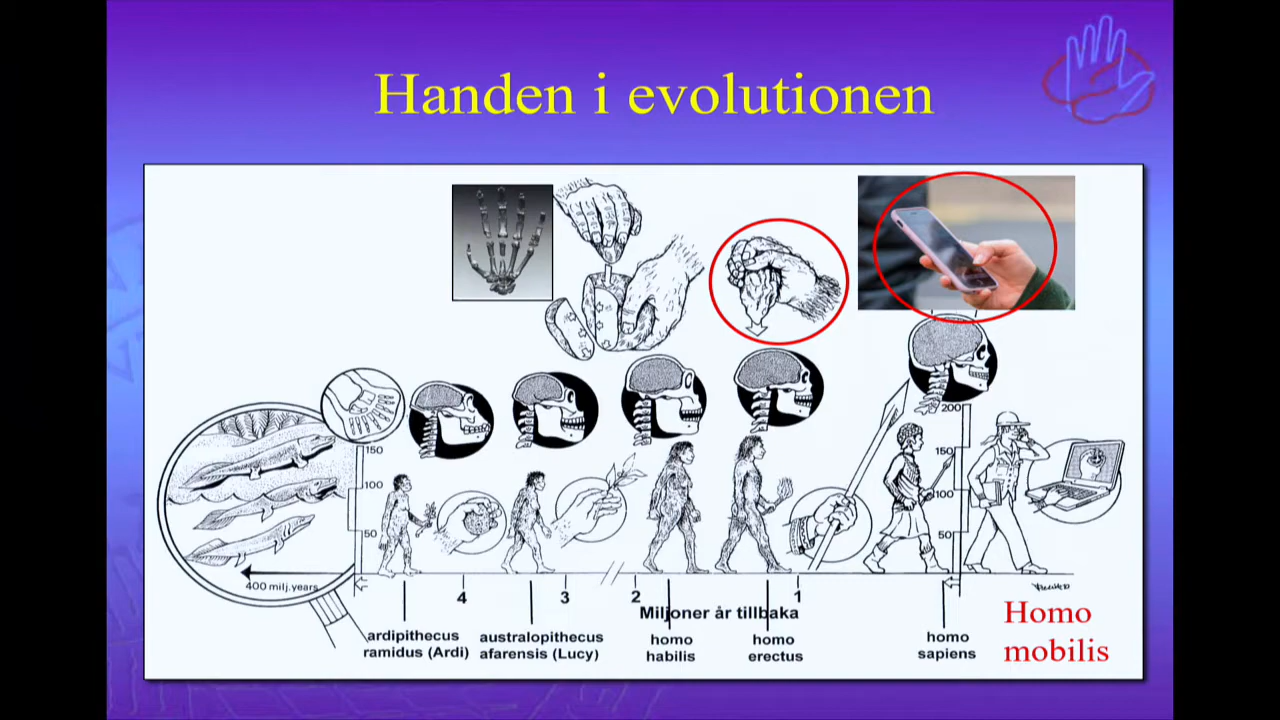 Handen i evolutionen
200
150
150
100
100
50
50
400 milj.years
4
3
2
1
Miljoner år tillbaka
ardipithecus
ramidus (Ardi)
australopithecus
afarensis (Lucy)
homo
habilis
homo
erectus
homo
sapiens
Homo
mobilis